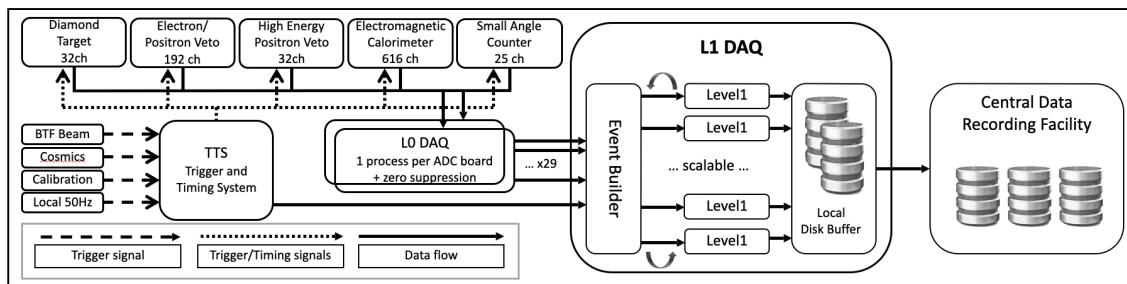 Diamond
Target
32ch
Electron/
Positron Veto
192 ch
High Energy
Positron Veto
32ch
Electromagnetic
Calorimeter
616 ch
Small Angle
Counter
25 ch
BTF Beam
Cosmics
Calibration
Local 50Hz
TTS
Trigger and
Timing System
L0 DAQ
1 process per ADC board
+ zero suppression
... x29
L1 DAQ
Event Builder
Level1
Level1
... scalable ...
Level1
Level1
Local
Disk Buffer
Central Data
Recording Facility
Trigger signal
Trigger/Timing signals
Data flow